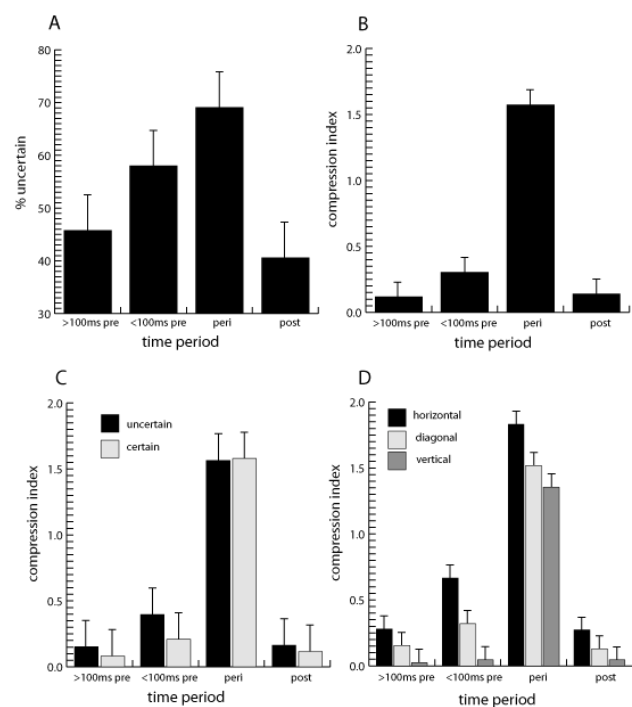 A
80
70
60
50
40
30
% uncertain
>100ms pre <100ms pre peri post
time period
B
2.0
1.5
1.0
0.5
0.0
compression index
>100ms pre <100ms pre peri post
time period
C
uncertain
certain
2.0
1.5
1.0
0.5
0.0
compression index
>100ms pre <100ms pre peri post
time period
D
horizontal
diagonal
vertical
2.0
1.5
1.0
0.5
0.0
compression index
>100ms pre <100ms pre peri post
time period